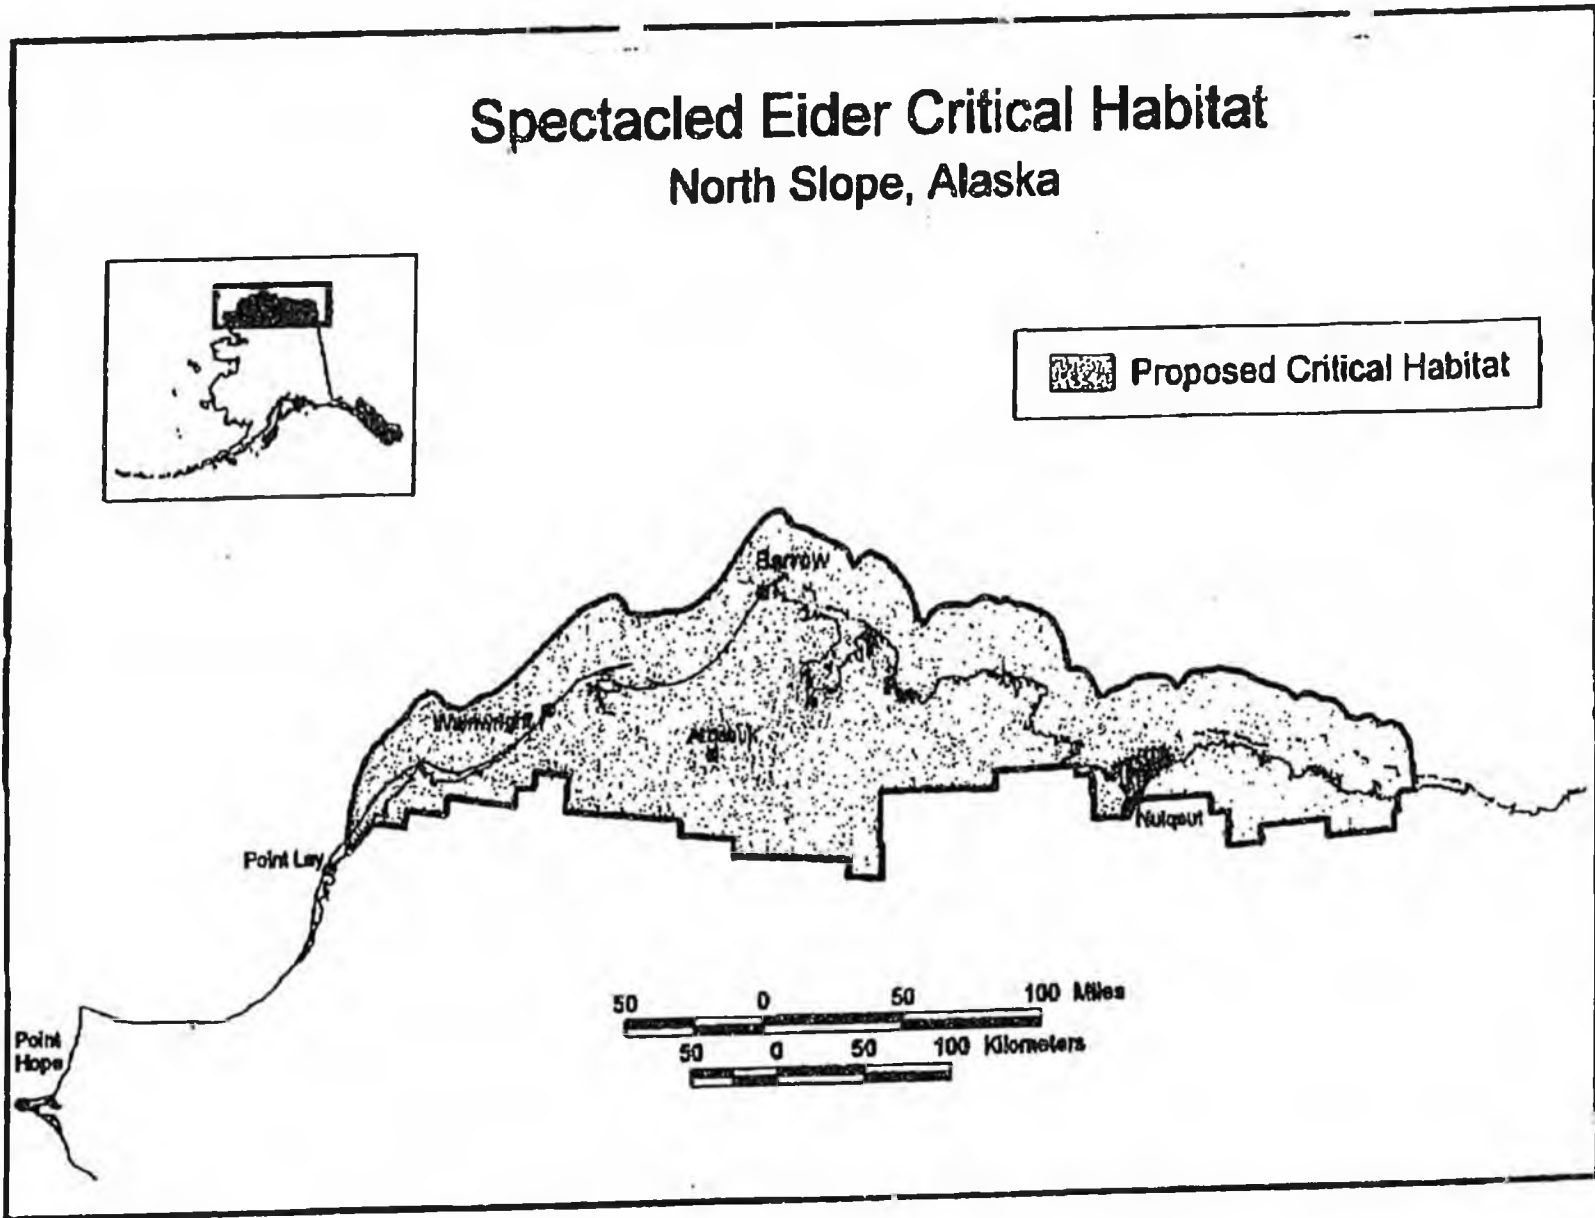 Spectacled Eider Critical Habitat
North Slope, Alaska
Proposed Critical Habitat
Barrow
Wainwright
Atqasuk
Nuiqsut
Point Lay
50 0 50 100 Miles
50 0 50 100 Kilometers
Point
Hope